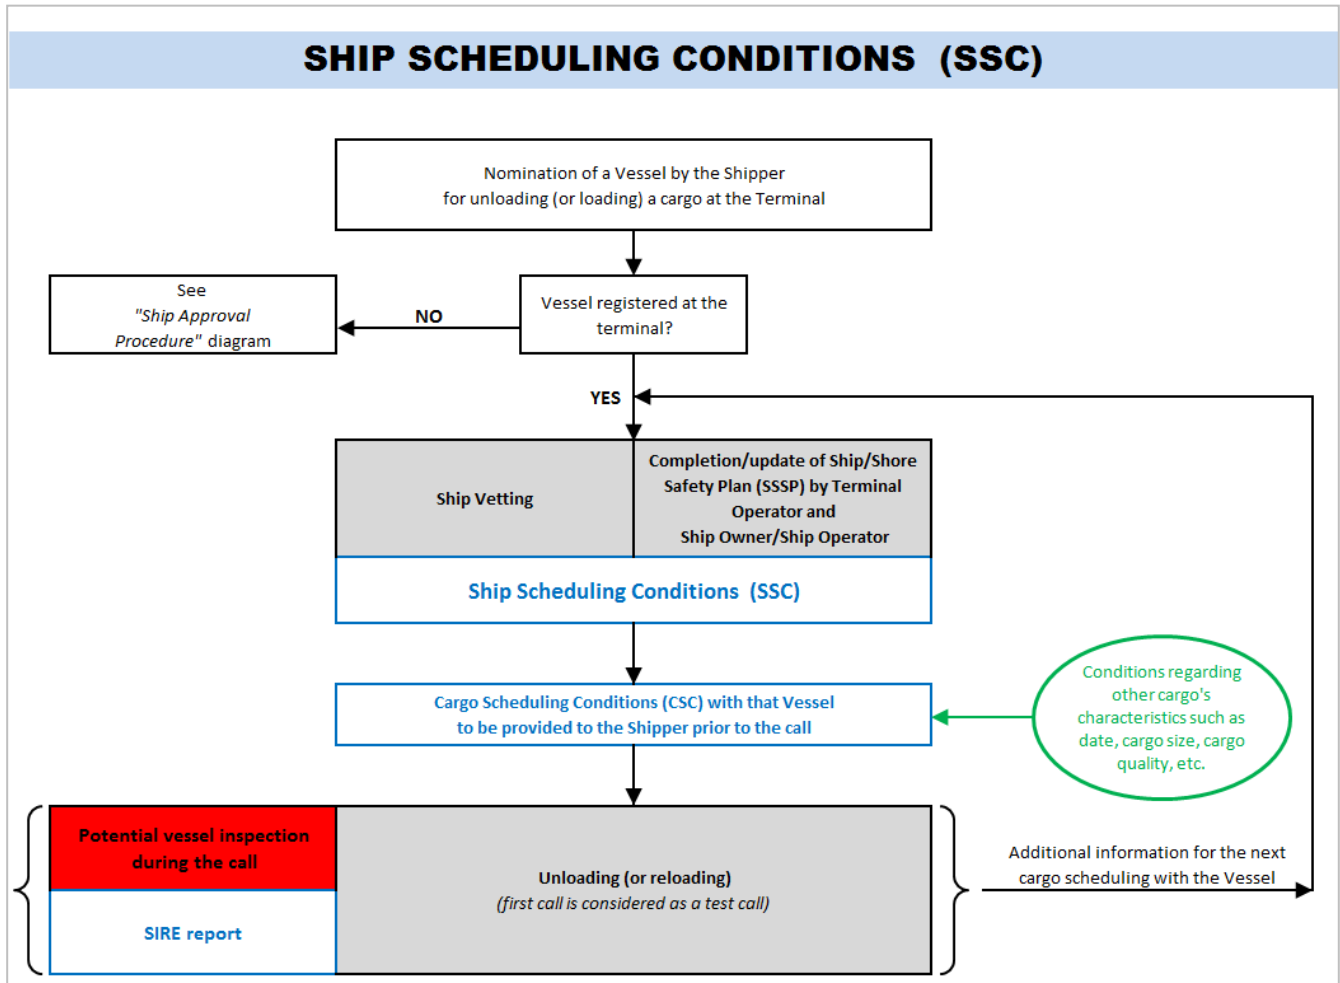 SHIP SCHEDULING CONDITIONS (SSC)
Nomination of a Vessel by the Shipper
for unloading (or loading) a cargo at the Terminal
See
"Ship Approval
Procedure" diagram
NO
Vessel registered at the
terminal?
YES
Ship Vetting
Completion/update of Ship/Shore
Safety Plan (SSSP) by Terminal
Operator and
Ship Owner/Ship Operator
Ship Scheduling Conditions (SSC)
Cargo Scheduling Conditions (CSC) with that Vessel
to be provided to the Shipper prior to the call
Conditions regarding
other cargo's
characteristics such as
date, cargo size, cargo
quality, etc.
Potential vessel inspection
during the call
SIRE report
Unloading (or reloading)
(first call is considered as a test call)
Additional information for the next
cargo scheduling with the Vessel